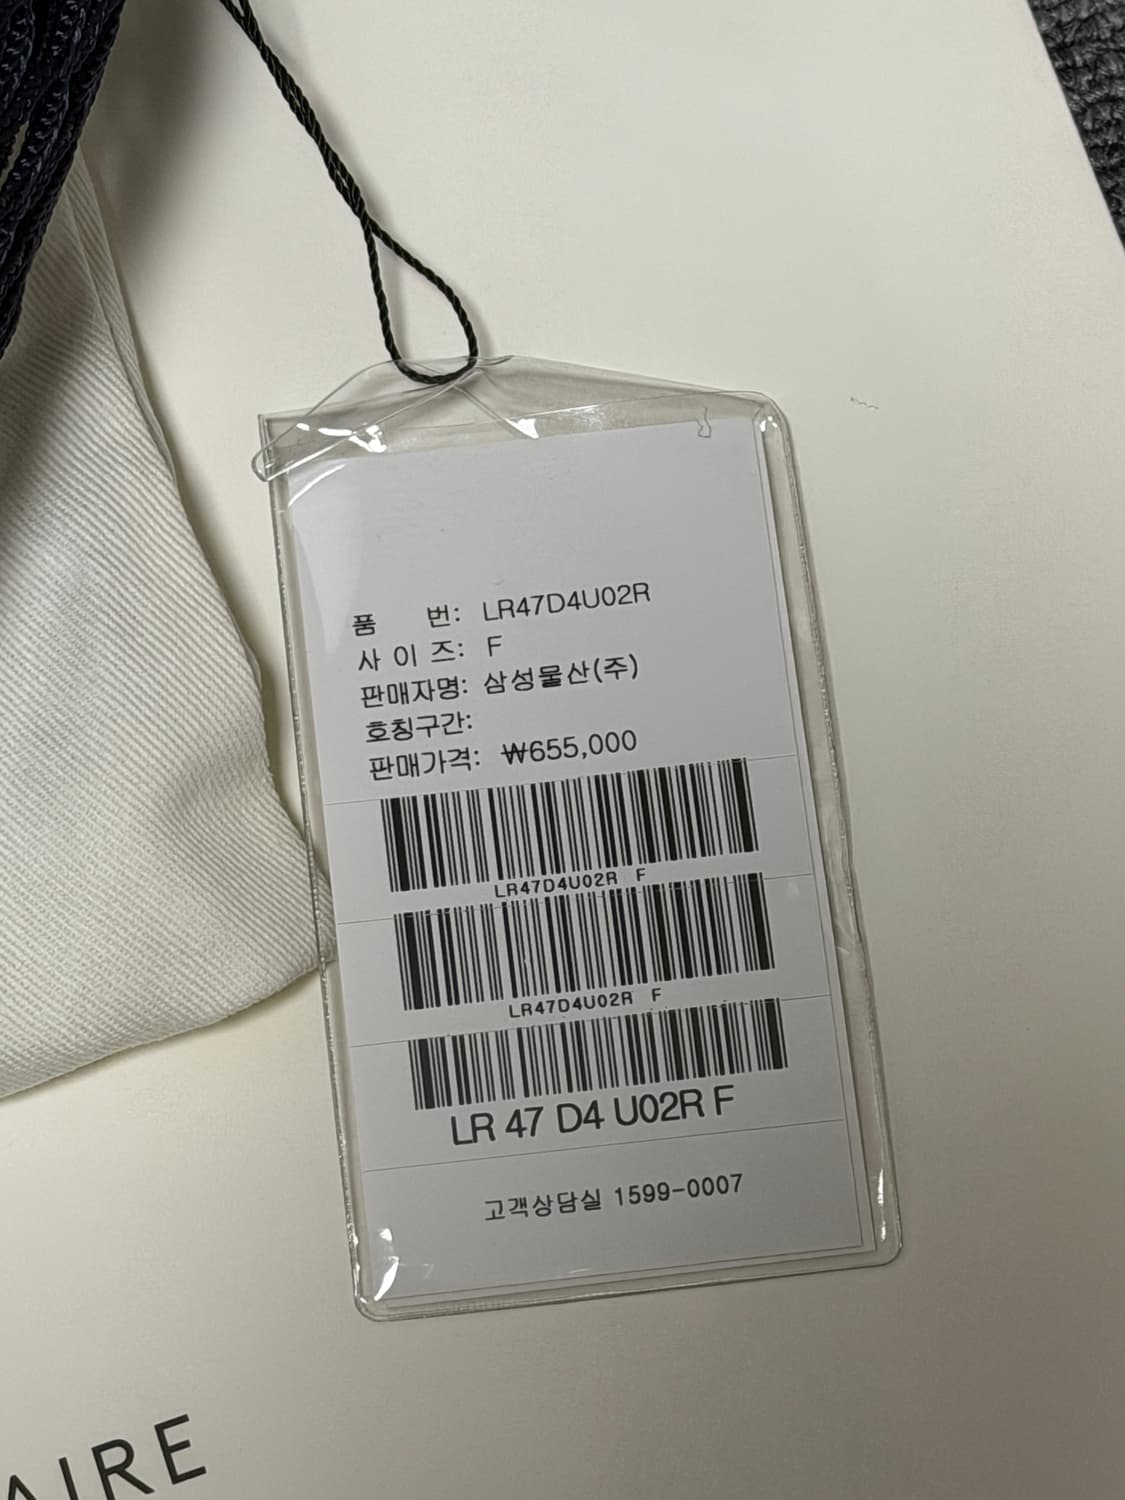 품 번: LR47D4U02R
사 이 즈: F
판매자명: 삼성물산(주)
호칭구간:
판매가격: ₩655,000
LR47D4U02R F
LR47D4U02R F
LR 47 D4 U02R F
고객상담실 1599-0007
AIRE